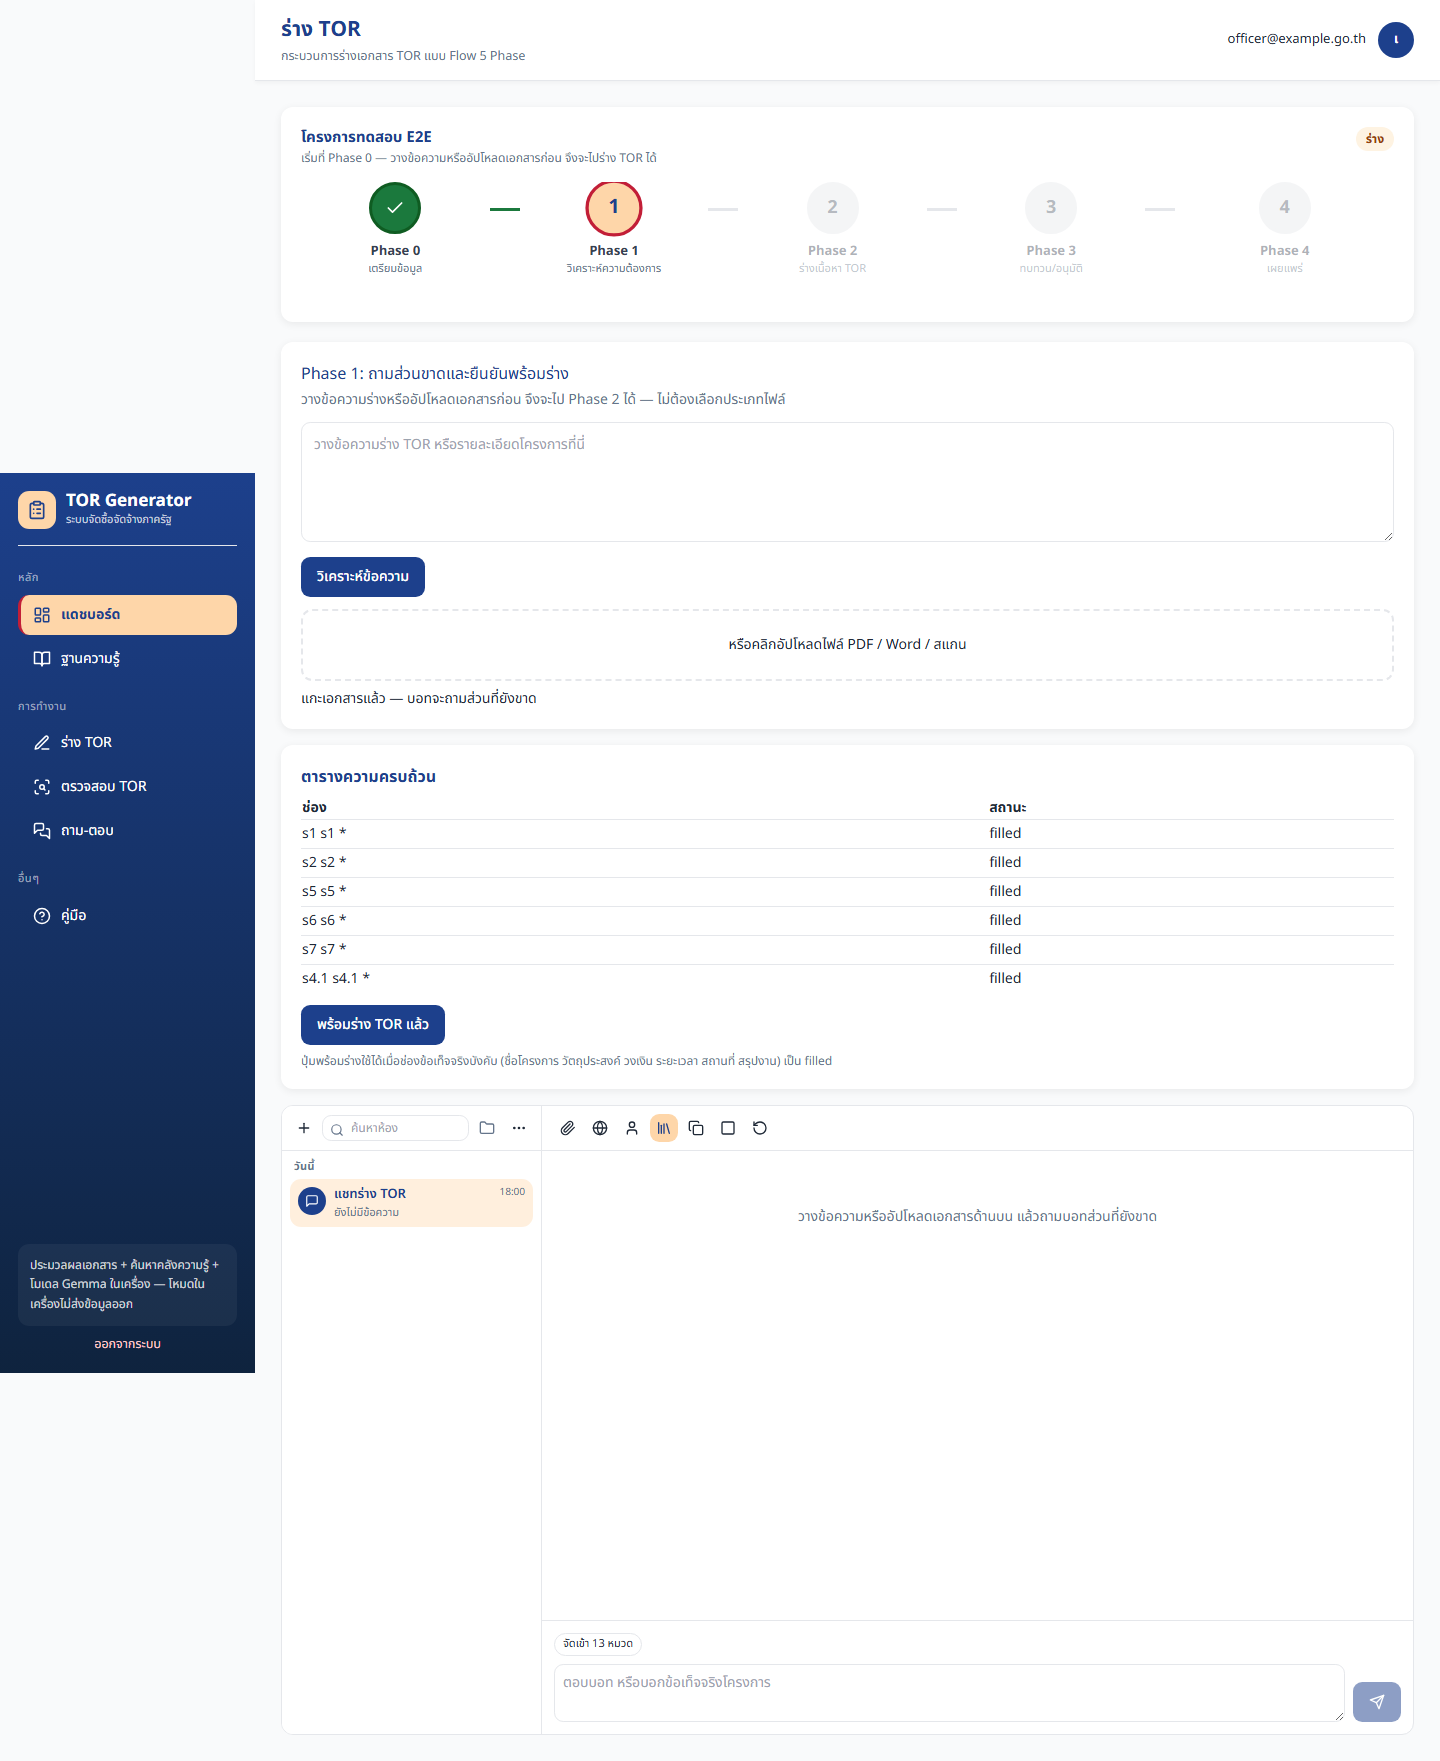 ร่าง TOR
กระบวนการร่างเอกสาร TOR แบบ Flow 5 Phase
officer@example.go.th
เ
โครงการทดสอบ E2E
ร่าง
เริ่มที่ Phase 0 — วางข้อความหรืออัปโหลดเอกสารก่อน จึงจะไปร่าง TOR ได้
1
2
3
4
Phase 0
Phase 1
Phase 2
Phase 3
Phase 4
เตรียมข้อมูล
วิเคราะห์ความต้องการ
ร่างเนื้อหา TOR
ทบทวน/อนุมัติ
เผยแพร่
Phase 1: ถามส่วนขาดและยืนยันพร้อมร่าง
วางข้อความร่างหรืออัปโหลดเอกสารก่อน จึงจะไป Phase 2 ได้ — ไม่ต้องเลือกประเภทไฟล์
วางข้อความร่าง TOR หรือรายละเอียดโครงการที่นี่
วิเคราะห์ข้อความ
หรือคลิกอัปโหลดไฟล์ PDF / Word / สแกน
แกะเอกสารแล้ว — บอทจะถามส่วนที่ยังขาด
TOR Generator
ระบบจัดซื้อจัดจ้างภาครัฐ
หลัก
แดชบอร์ด
ฐานความรู้
การทำงาน
ร่าง TOR
ตรวจสอบ TOR
ถาม-ตอบ
อื่นๆ
คู่มือ
ประมวลผลเอกสาร + ค้นหาคลังความรู้ +
โมเดล Gemma ในเครื่อง — โหมดใน
เครื่องไม่ส่งข้อมูลออก
ออกจากระบบ
ตารางความครบถ้วน
ช่อง สถานะ
s1 s1 * filled
s2 s2 * filled
s5 s5 * filled
s6 s6 * filled
s7 s7 * filled
s4.1 s4.1 * filled
พร้อมร่าง TOR แล้ว
ปุ่มพร้อมร่างใช้ได้เมื่อช่องข้อเท็จจริงบังคับ (ชื่อโครงการ วัตถุประสงค์ วงเงิน ระยะเวลา สถานที่ สรุปงาน) เป็น filled
ค้นหาห้อง
วันนี้
แชทร่าง TOR
18:00
ยังไม่มีข้อความ
วางข้อความหรืออัปโหลดเอกสารด้านบน แล้วถามบอทส่วนที่ยังขาด
จัดเข้า 13 หมวด
ตอบบอท หรือบอกข้อเท็จจริงโครงการ